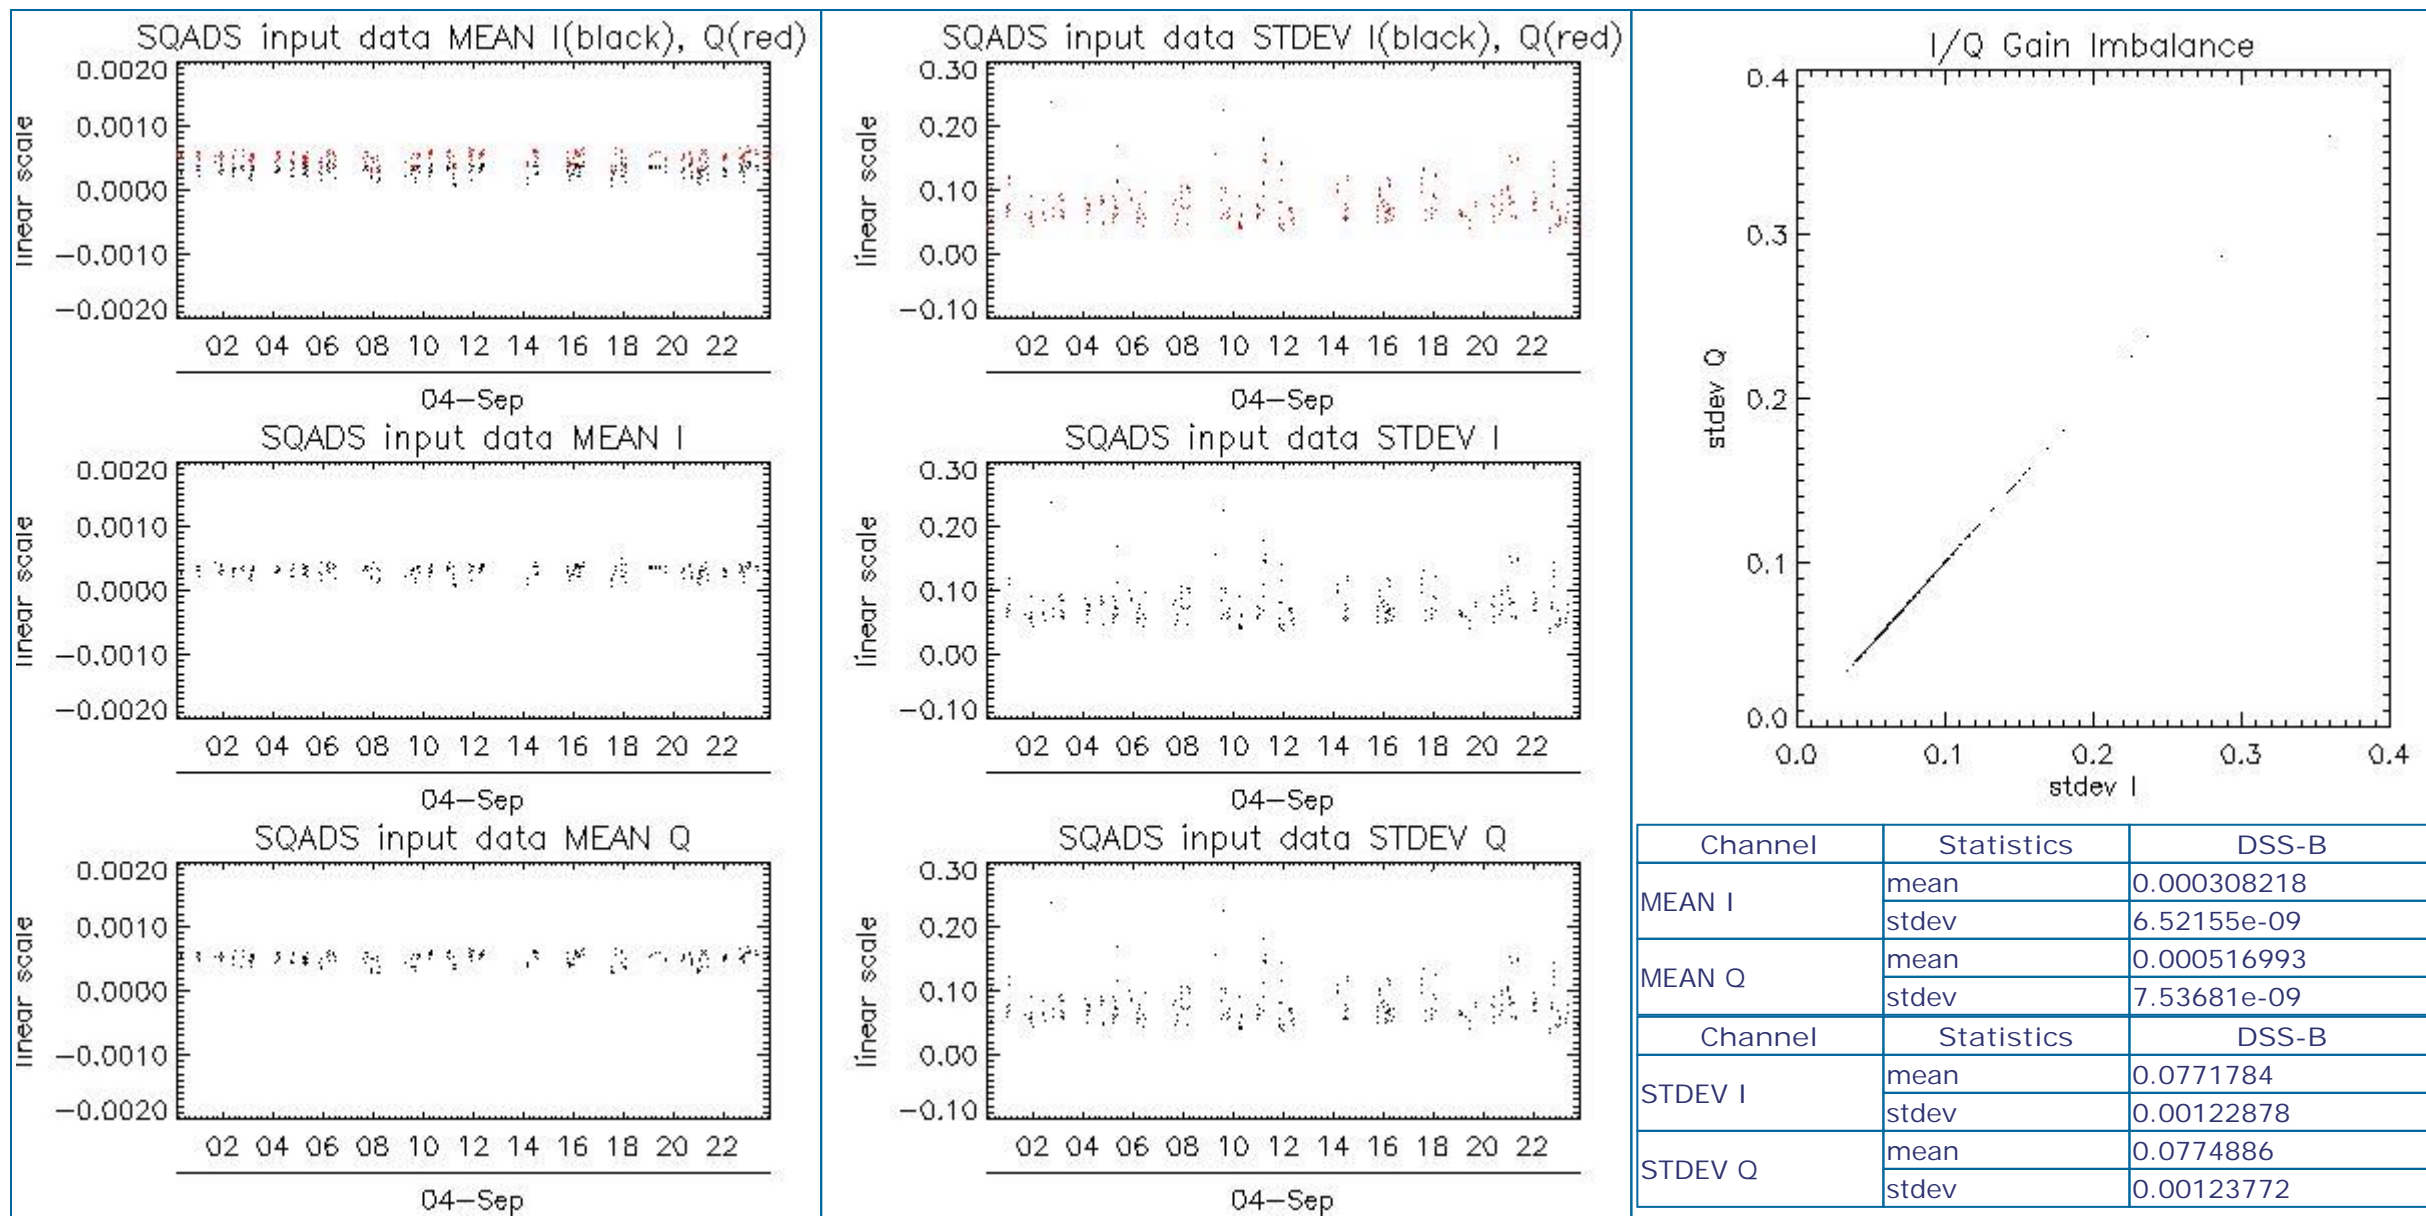 SQADS input data MEAN I(black), Q(red)
0.0020
0.0010
0.0000
−0.0010
−0.0020
linear scale
02 04 06 08 10 12 14 16 18 20 22
04−Sep
SQADS input data MEAN I
0.0020
0.0010
0.0000
−0.0010
−0.0020
linear scale
02 04 06 08 10 12 14 16 18 20 22
04−Sep
SQADS input data MEAN Q
0.0020
0.0010
0.0000
−0.0010
−0.0020
linear scale
02 04 06 08 10 12 14 16 18 20 22
04−Sep
SQADS input data STDEV I(black), Q(red)
0.30
0.20
0.10
0.00
−0.10
linear scale
02 04 06 08 10 12 14 16 18 20 22
04−Sep
SQADS input data STDEV I
0.30
0.20
0.10
0.00
−0.10
linear scale
02 04 06 08 10 12 14 16 18 20 22
04−Sep
SQADS input data STDEV Q
0.30
0.20
0.10
0.00
−0.10
linear scale
02 04 06 08 10 12 14 16 18 20 22
04−Sep
I/Q Gain Imbalance
0.4
0.3
0.2
0.1
0.0
stdev Q
0.0 0.1 0.2 0.3 0.4
stdev I
Channel Statistics DSS-B
MEAN I mean 0.000308218
stdev 6.52155e-09
MEAN Q mean 0.000516993
stdev 7.53681e-09
Channel Statistics DSS-B
STDEV I mean 0.0771784
stdev 0.00122878
STDEV Q mean 0.0774886
stdev 0.00123772